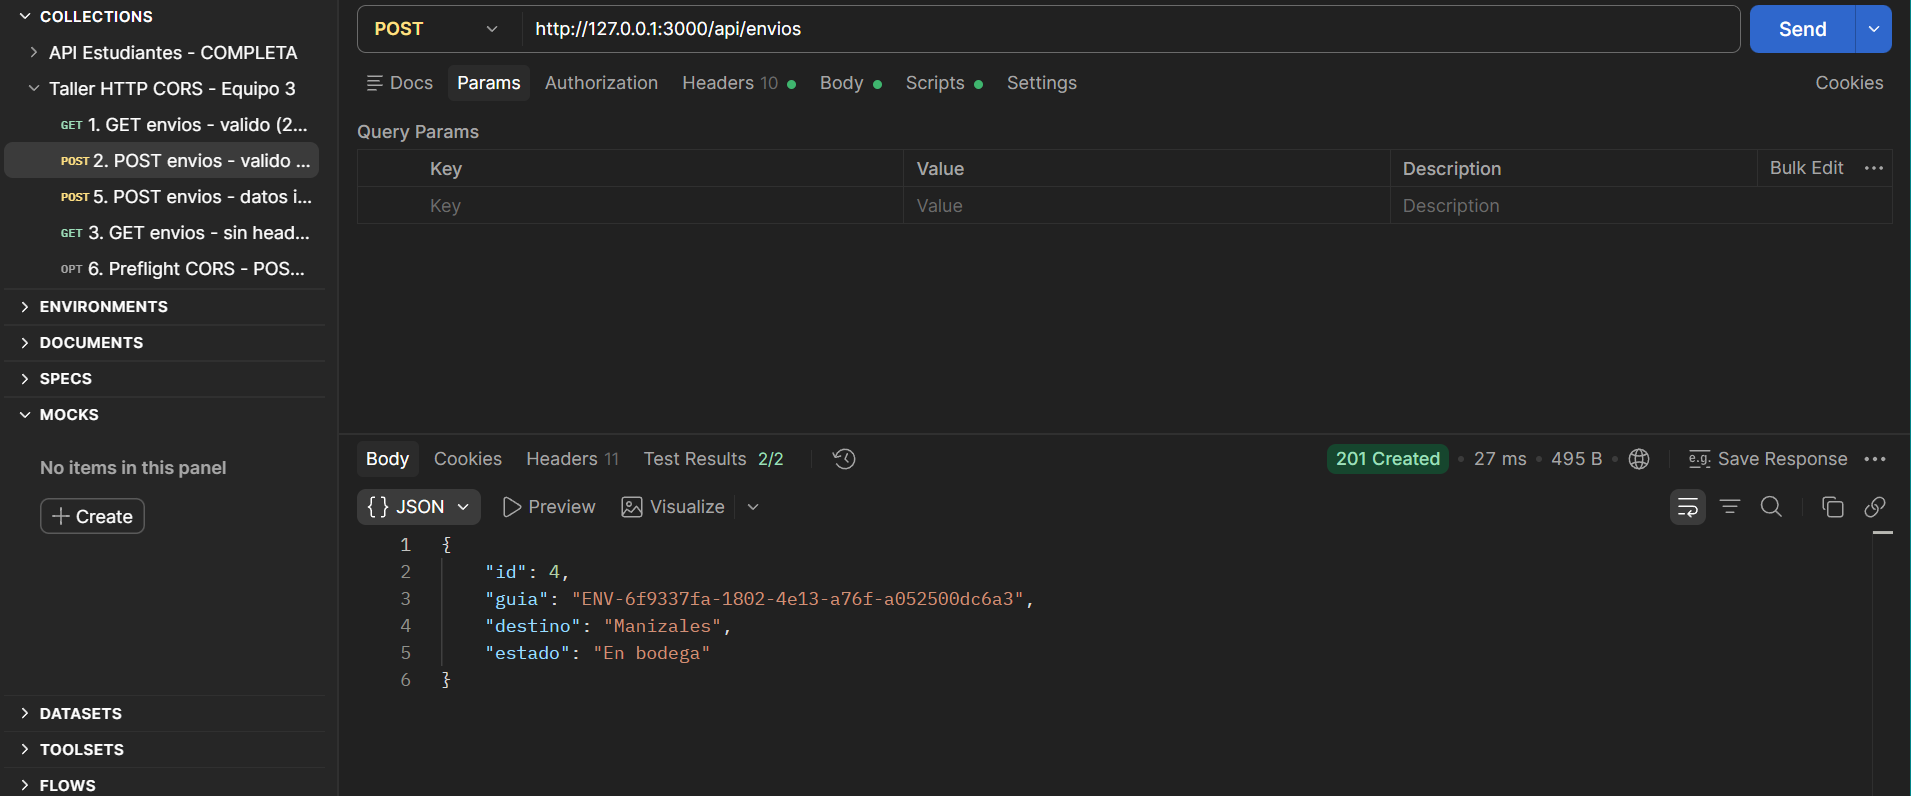 COLLECTIONS
API Estudiantes - COMPLETA
Taller HTTP CORS - Equipo 3
GET 1. GET envios - valido (2...
POST 2. POST envios - valido ...
POST 5. POST envios - datos i...
GET 3. GET envios - sin head...
OPT 6. Preflight CORS - POS...
ENVIRONMENTS
DOCUMENTS
SPECS
MOCKS
No items in this panel
Create
DATASETS
TOOLSETS
FLOWS
POST http://127.0.0.1:3000/api/envios Send
Docs Params Authorization Headers 10 Body Scripts Settings Cookies
Query Params
Key Value Description Bulk Edit
Key Value Description
Body Cookies Headers 11 Test Results 2/2 201 Created 27 ms 495 B e.g. Save Response
{} JSON Preview Visualize
1 {
2 "id": 4,
3 "guia": "ENV-6f9337fa-1802-4e13-a76f-a052500dc6a3",
4 "destino": "Manizales",
5 "estado": "En bodega"
6 }